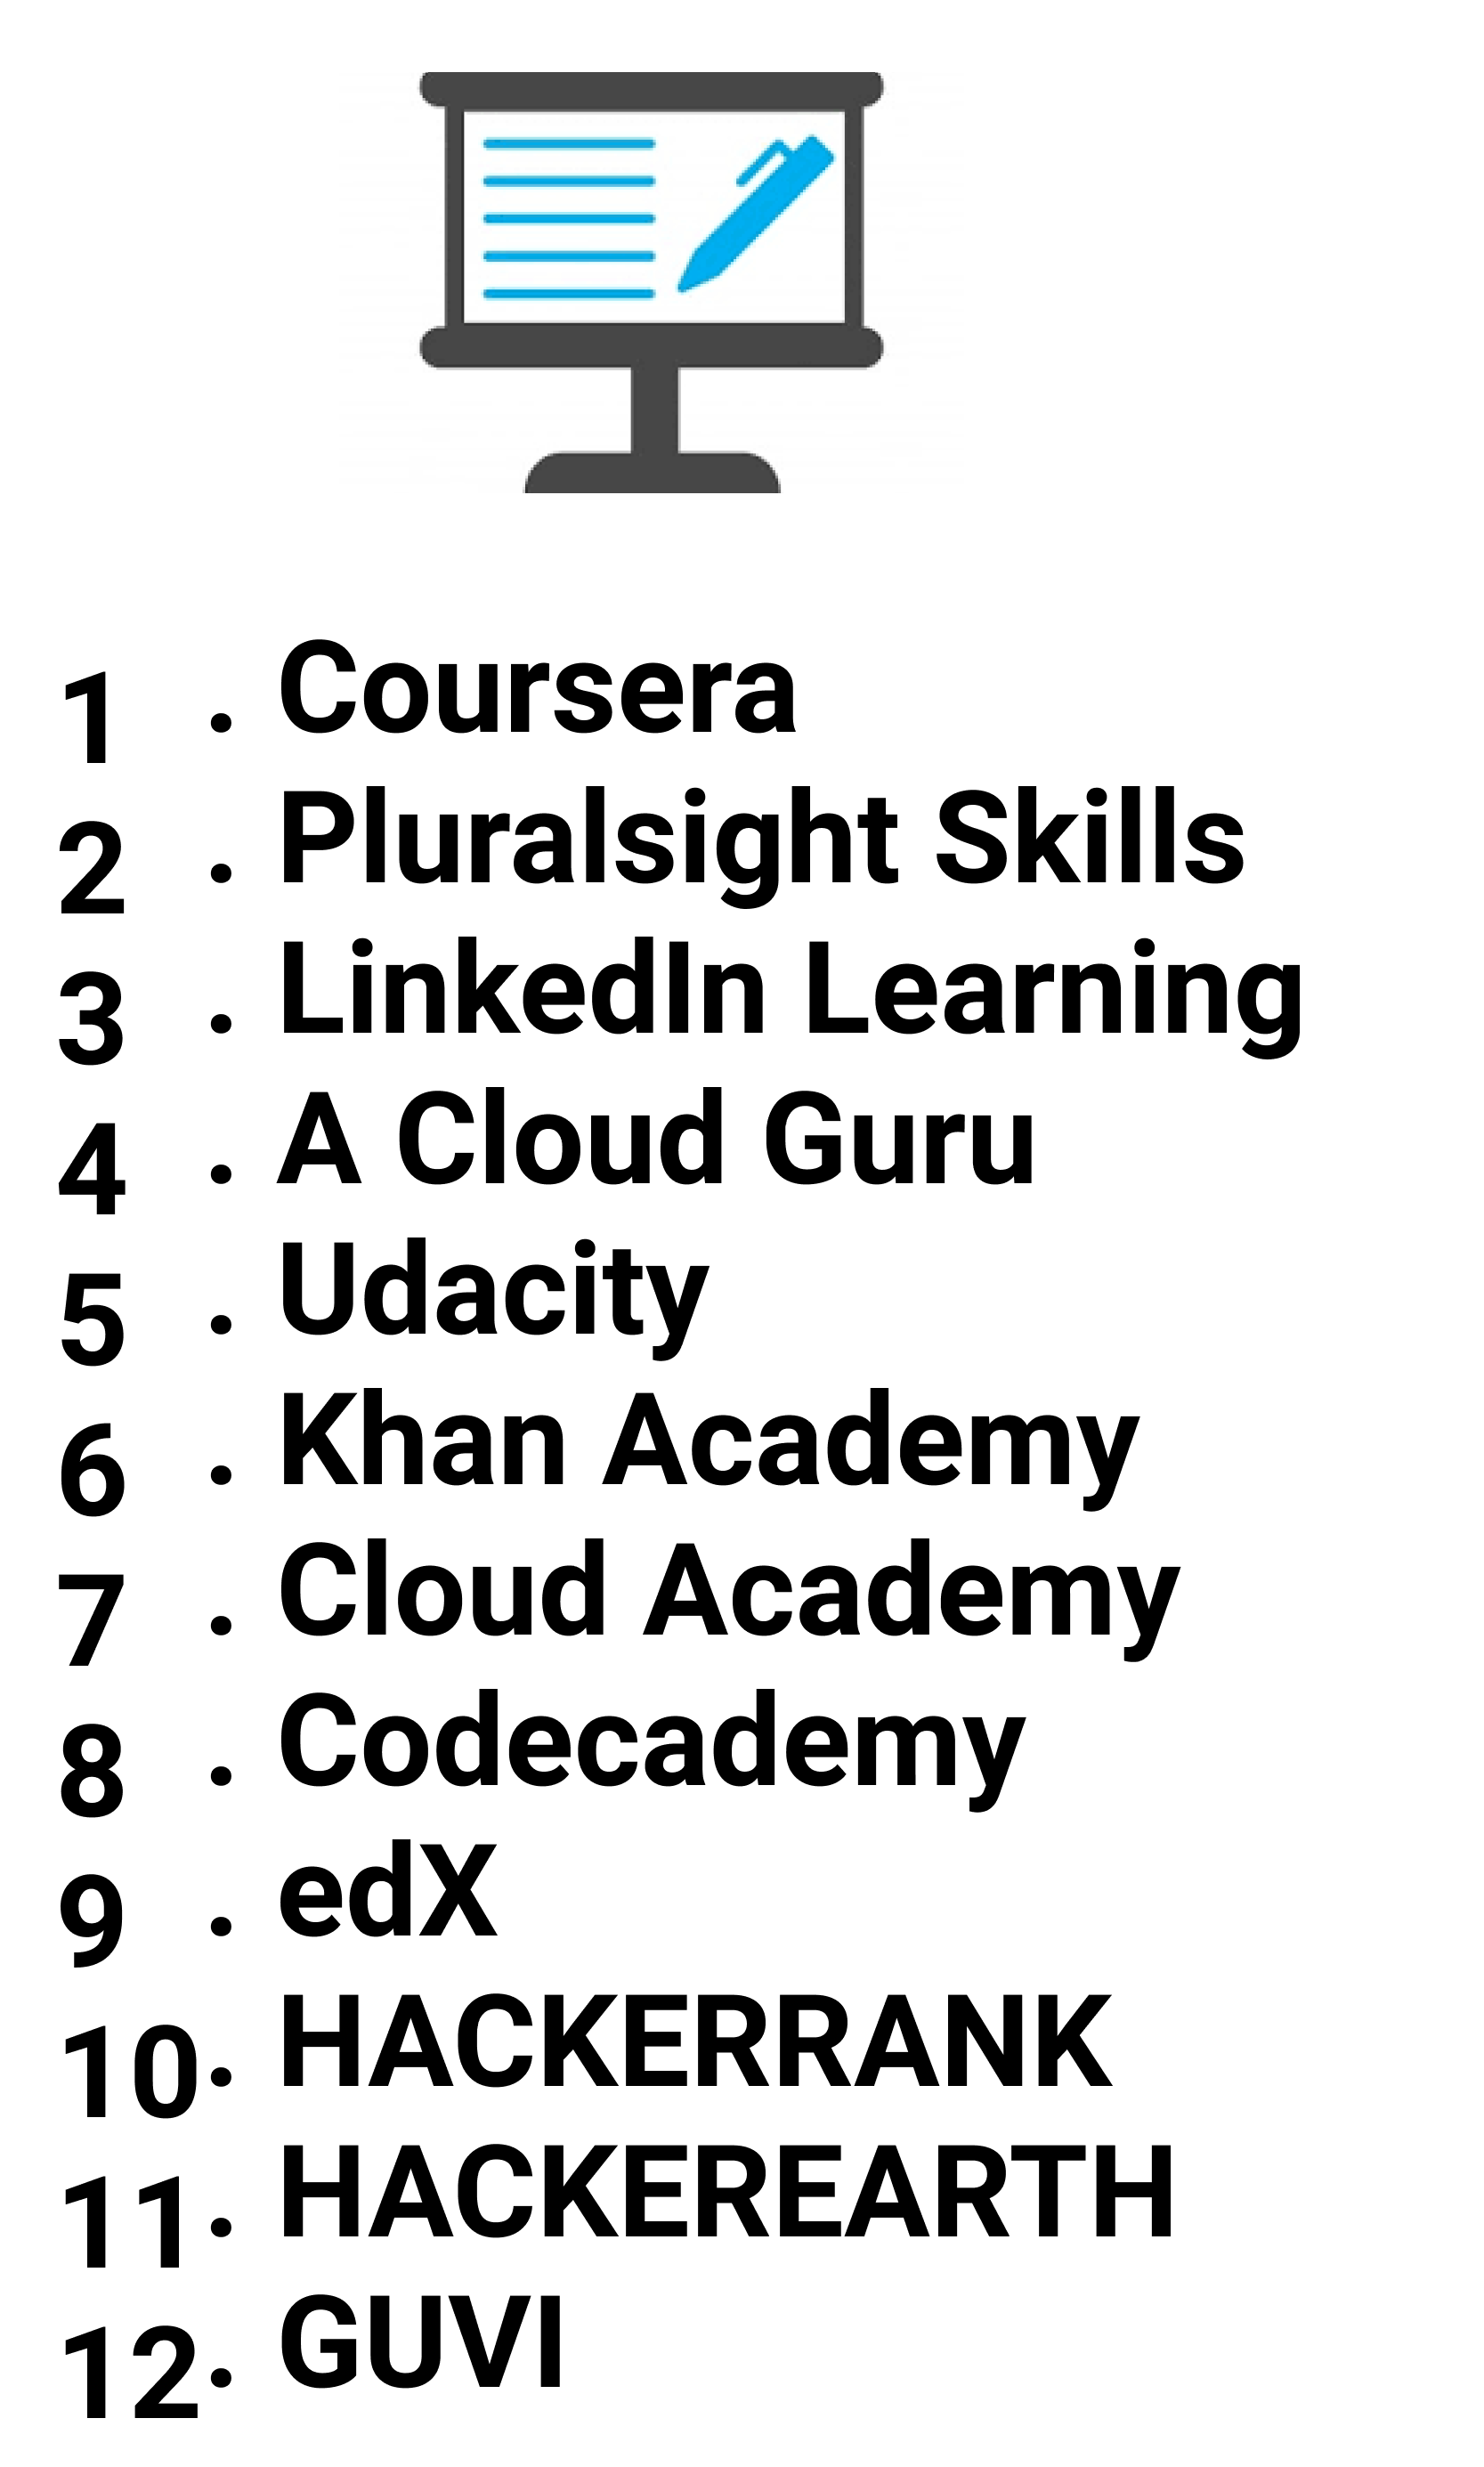 1. Coursera
2. Pluralsight Skills
3. LinkedIn Learning
4. A Cloud Guru
5. Udacity
6. Khan Academy
7. Cloud Academy
8. Codecademy
9. edX
10. HACKERRANK
11. HACKEREARTH
12. GUVI